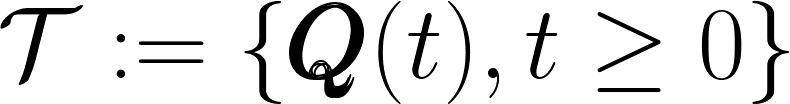 𝒯 := {𝑸(t), t ≥ 0}